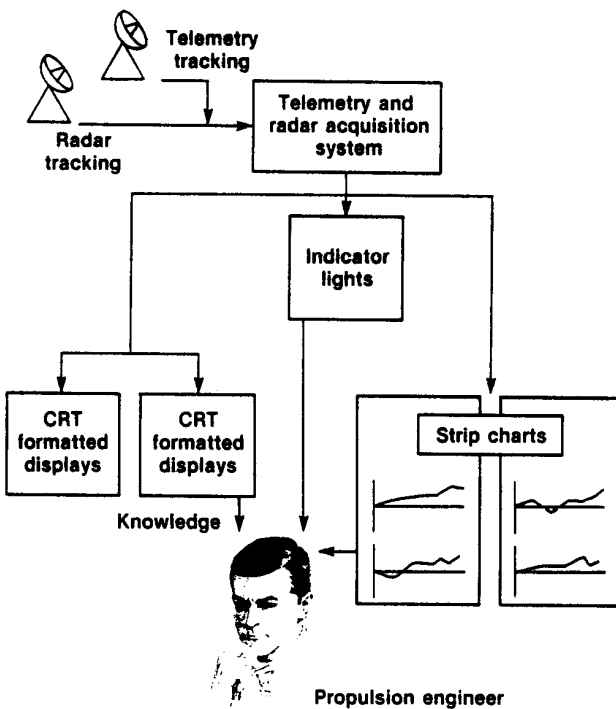 Telemetry
tracking
Radar
tracking
Telemetry and
radar acquisition
system
Indicator
lights
CRT
formatted
displays
CRT
formatted
displays
Strip charts
Knowledge
Propulsion engineer